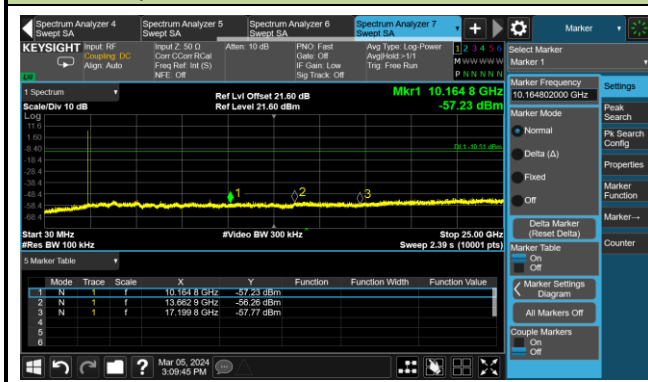 Spectrum Analyzer 4
Swept SA
Spectrum Analyzer 5
Swept SA
Spectrum Analyzer 6
Swept SA
Spectrum Analyzer 7
Swept SA
Marker
KEYSIGHT
Input: RF
Coupling: DC
Align: Auto
Input Z: 50 Ω
Corr CCorr RCal
Freq Ref: Int (S)
NFE: Off
Atten: 10 dB
PNO: Fast
Gate: Off
IF Gain: Low
Sig Track: Off
Avg Type: Log-Power
Avg|Hold:>1/1
Trig: Free Run
1 2 3 4 5 6
M W W W W W
P N N N N N
LV
1 Spectrum
Scale/Div 10 dB
Ref Lvl Offset 21.60 dB
Ref Level 21.60 dBm
Mkr1 10.164 8 GHz
-57.23 dBm
Log
11.6
1.60
-8.40
-18.4
-28.4
-38.4
-48.4
-58.4
-68.4
DL1 -10.51 dBm
1
2
3
Start 30 MHz
#Res BW 100 kHz
#Video BW 300 kHz
Stop 25.00 GHz
Sweep 2.39 s (10001 pts)
5 Marker Table
Mode Trace Scale X Y Function Function Width Function Value
1 N 1 f 10.164 8 GHz -57.23 dBm
2 N 1 f 13.662 9 GHz -56.26 dBm
3 N 1 f 17.199 8 GHz -57.77 dBm
4
5
6
Mar 05, 2024
3:09:45 PM
Select Marker
Marker 1
Marker Frequency
10.164802000 GHz
Marker Mode
Normal
Delta (Δ)
Fixed
Off
Delta Marker
(Reset Delta)
Marker Table
On
Off
Marker Settings
Diagram
All Markers Off
Couple Markers
On
Off
Settings
Peak
Search
Pk Search
Config
Properties
Marker
Function
Marker→
Counter